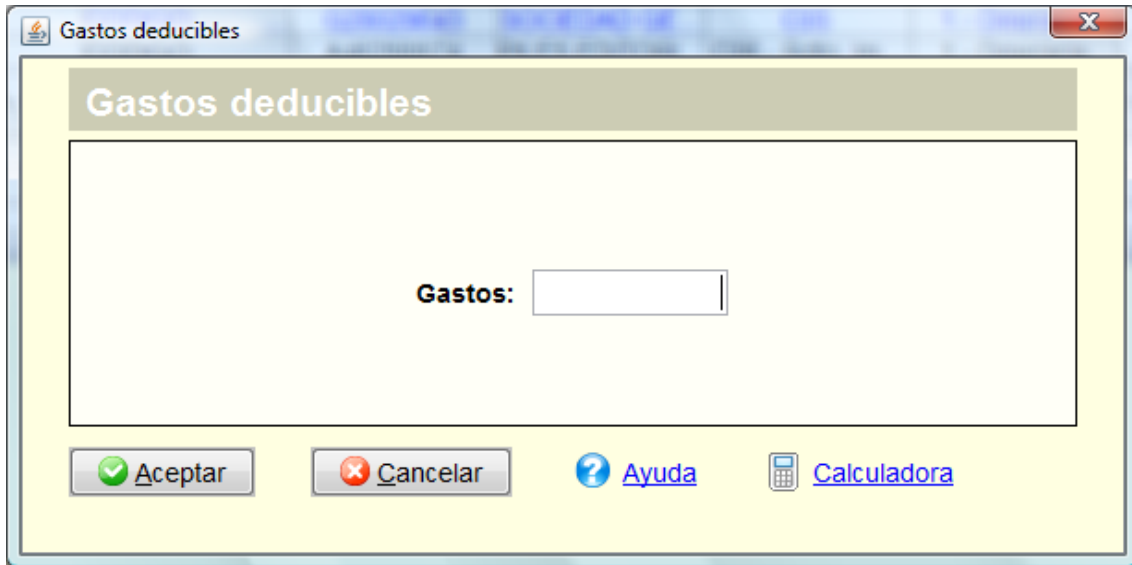 Gastos deducibles
Gastos deducibles
Gastos:
Aceptar
Cancelar
Ayuda
Calculadora